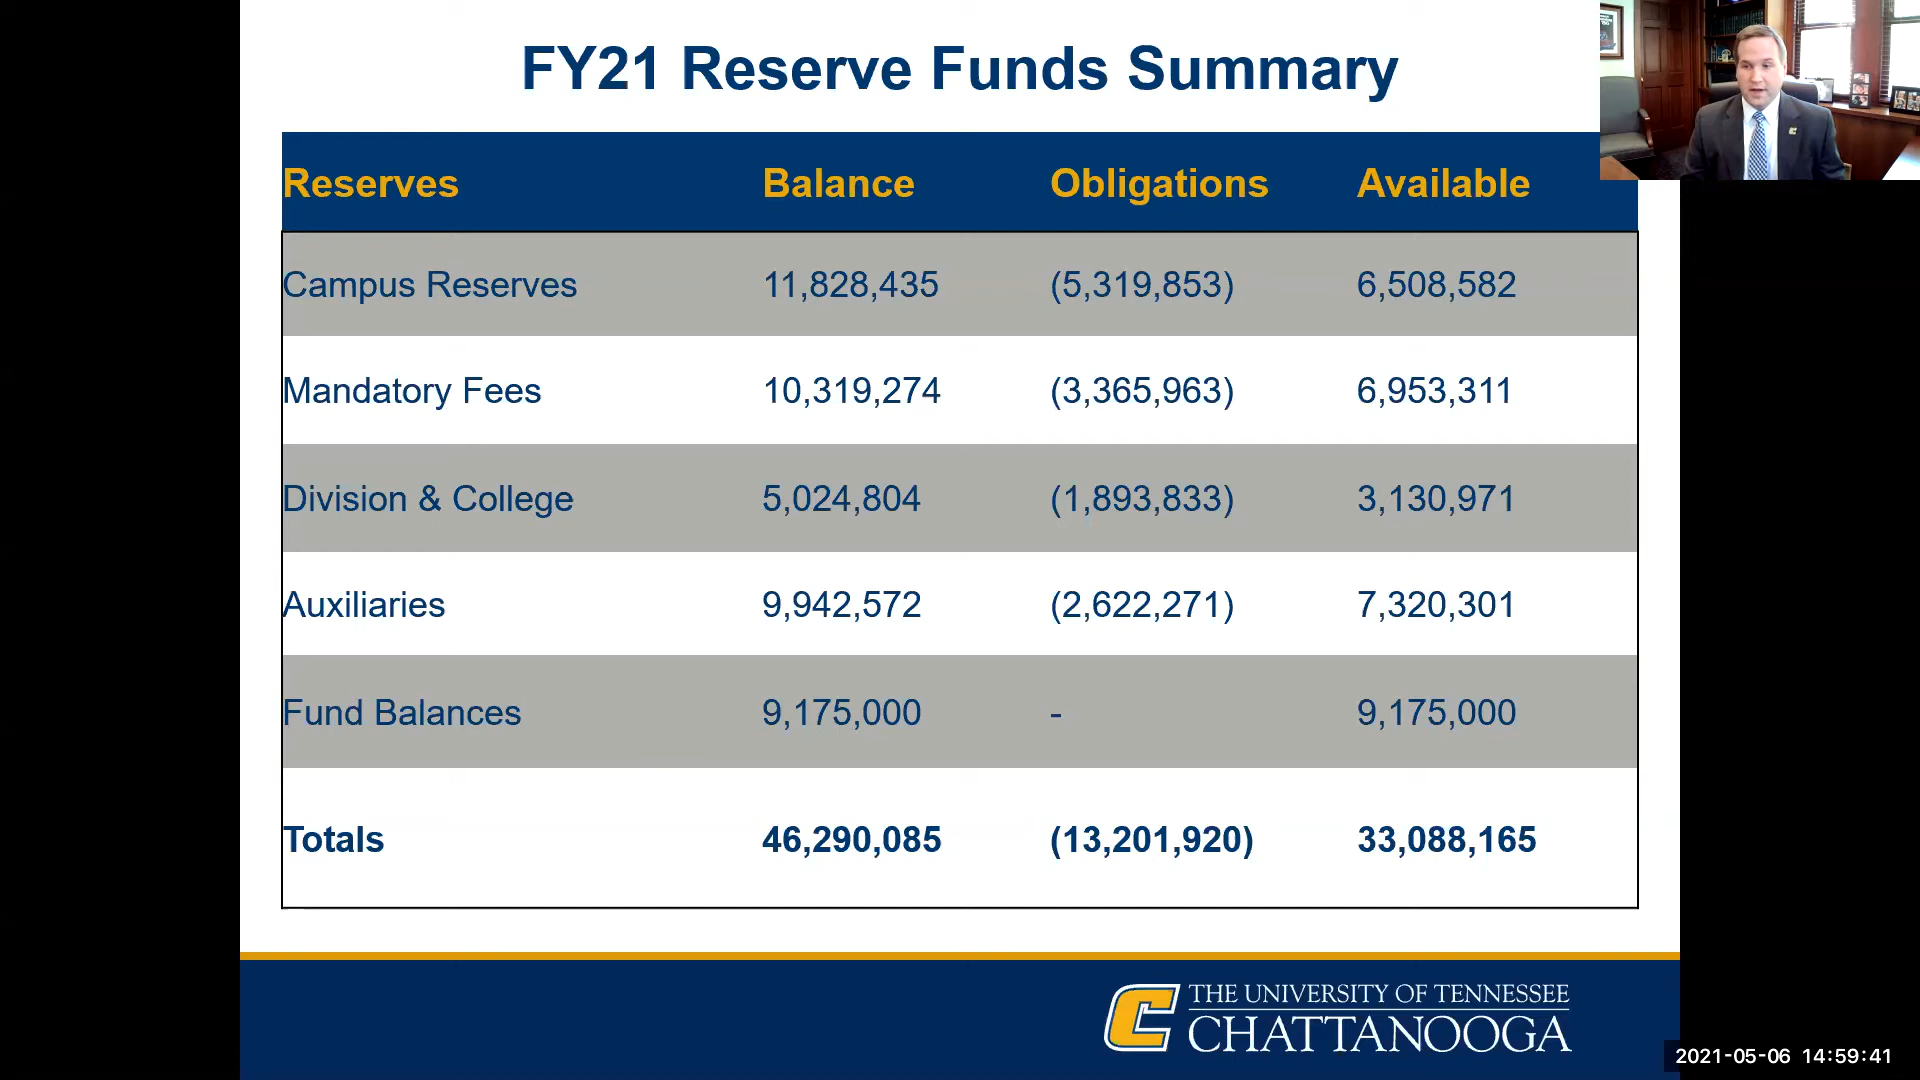 FY21 Reserve Funds Summary
Reserves Balance Obligations Available
Campus Reserves 11,828,435 (5,319,853) 6,508,582
Mandatory Fees 10,319,274 (3,365,963) 6,953,311
Division & College 5,024,804 (1,893,833) 3,130,971
Auxiliaries 9,942,572 (2,622,271) 7,320,301
Fund Balances 9,175,000 - 9,175,000
Totals 46,290,085 (13,201,920) 33,088,165
THE UNIVERSITY OF TENNESSEE
CHATTANOOGA
2021-05-06 14:59:41